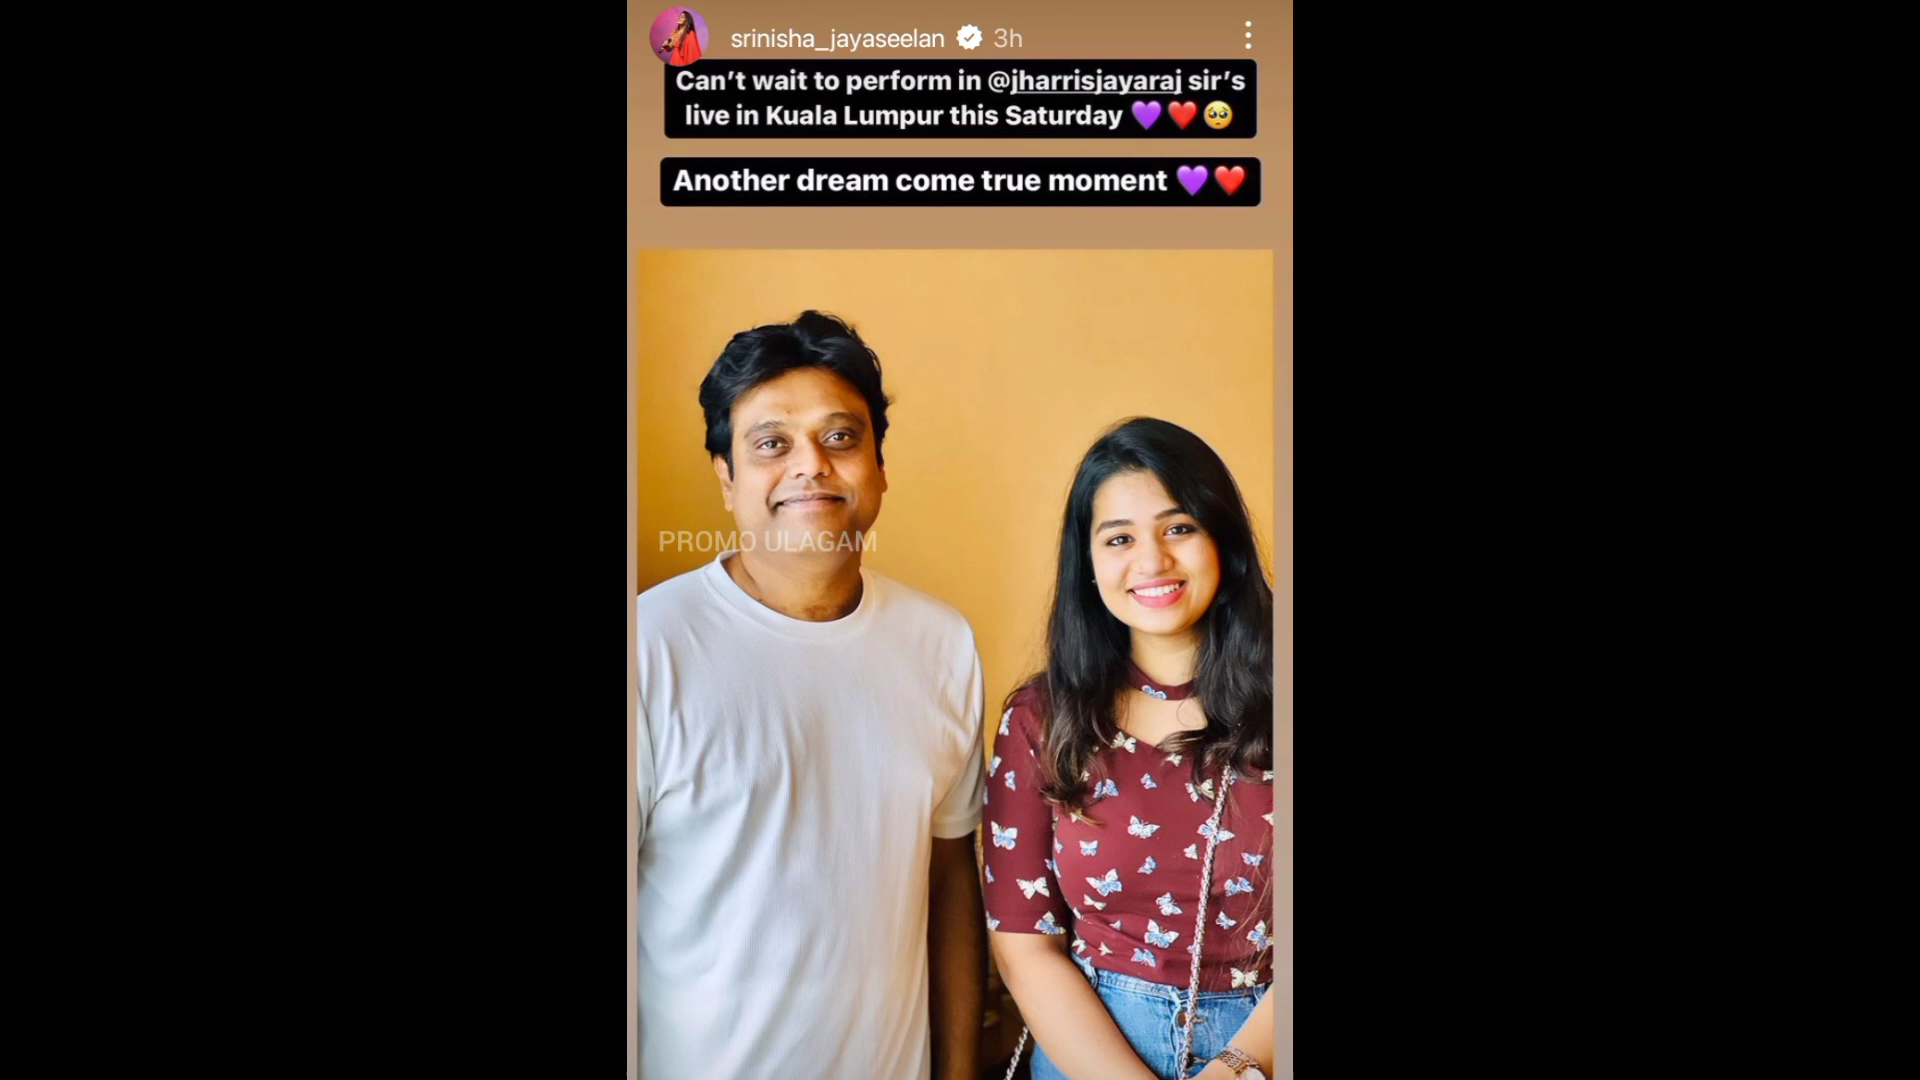 srinisha_jayaseelan 3h
Can’t wait to perform in @jharrisjayaraj sir’s
live in Kuala Lumpur this Saturday 💜❤️🥺
Another dream come true moment 💜❤️
PROMO ULAGAM